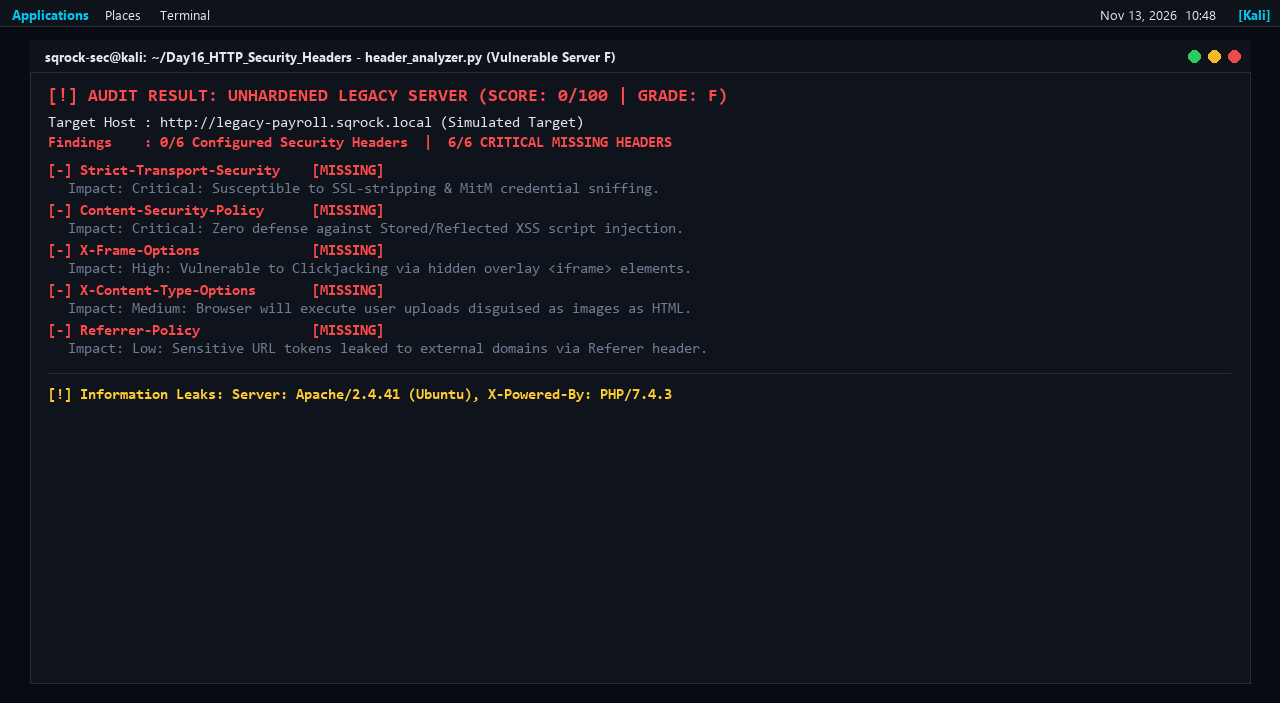 Applications Places Terminal Nov 13, 2026 10:48 [Kali]
sqrock-sec@kali: ~/Day16_HTTP_Security_Headers - header_analyzer.py (Vulnerable Server F)
[!] AUDIT RESULT: UNHARDENED LEGACY SERVER (SCORE: 0/100 | GRADE: F)
Target Host : http://legacy-payroll.sqrock.local (Simulated Target)
Findings : 0/6 Configured Security Headers | 6/6 CRITICAL MISSING HEADERS
[-] Strict-Transport-Security [MISSING]
Impact: Critical: Susceptible to SSL-stripping & MitM credential sniffing.
[-] Content-Security-Policy [MISSING]
Impact: Critical: Zero defense against Stored/Reflected XSS script injection.
[-] X-Frame-Options [MISSING]
Impact: High: Vulnerable to Clickjacking via hidden overlay <iframe> elements.
[-] X-Content-Type-Options [MISSING]
Impact: Medium: Browser will execute user uploads disguised as images as HTML.
[-] Referrer-Policy [MISSING]
Impact: Low: Sensitive URL tokens leaked to external domains via Referer header.
[!] Information Leaks: Server: Apache/2.4.41 (Ubuntu), X-Powered-By: PHP/7.4.3